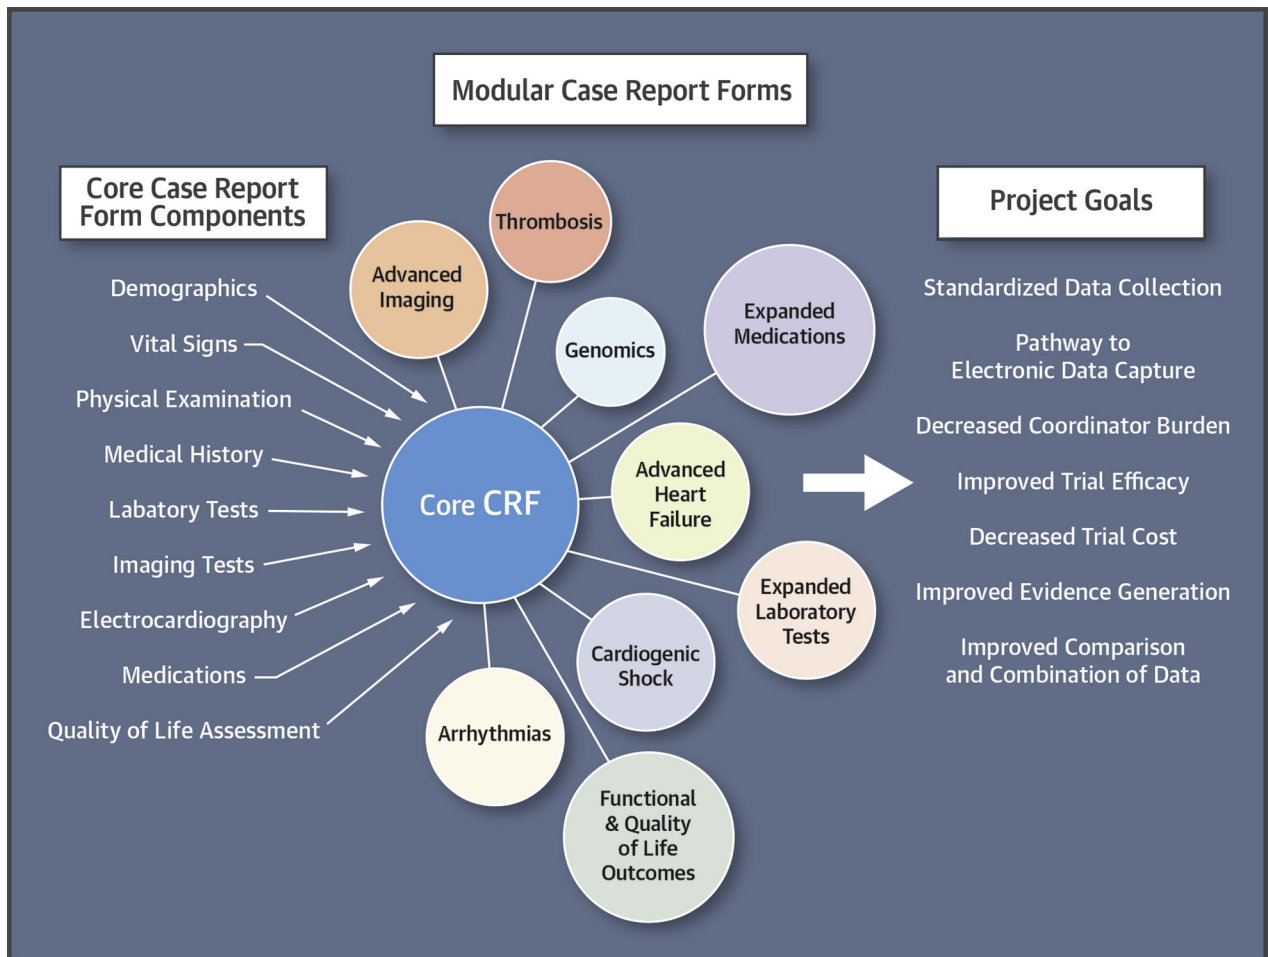 Modular Case Report Forms
Core Case Report
Form Components
Demographics
Vital Signs
Physical Examination
Medical History
Labatory Tests
Imaging Tests
Electrocardiography
Medications
Quality of Life Assessment
Core CRF
Advanced
Imaging
Thrombosis
Genomics
Expanded
Medications
Advanced
Heart
Failure
Expanded
Laboratory
Tests
Cardiogenic
Shock
Arrhythmias
Functional
& Quality
of Life
Outcomes
Project Goals
Standardized Data Collection
Pathway to
Electronic Data Capture
Decreased Coordinator Burden
Improved Trial Efficacy
Decreased Trial Cost
Improved Evidence Generation
Improved Comparison
and Combination of Data